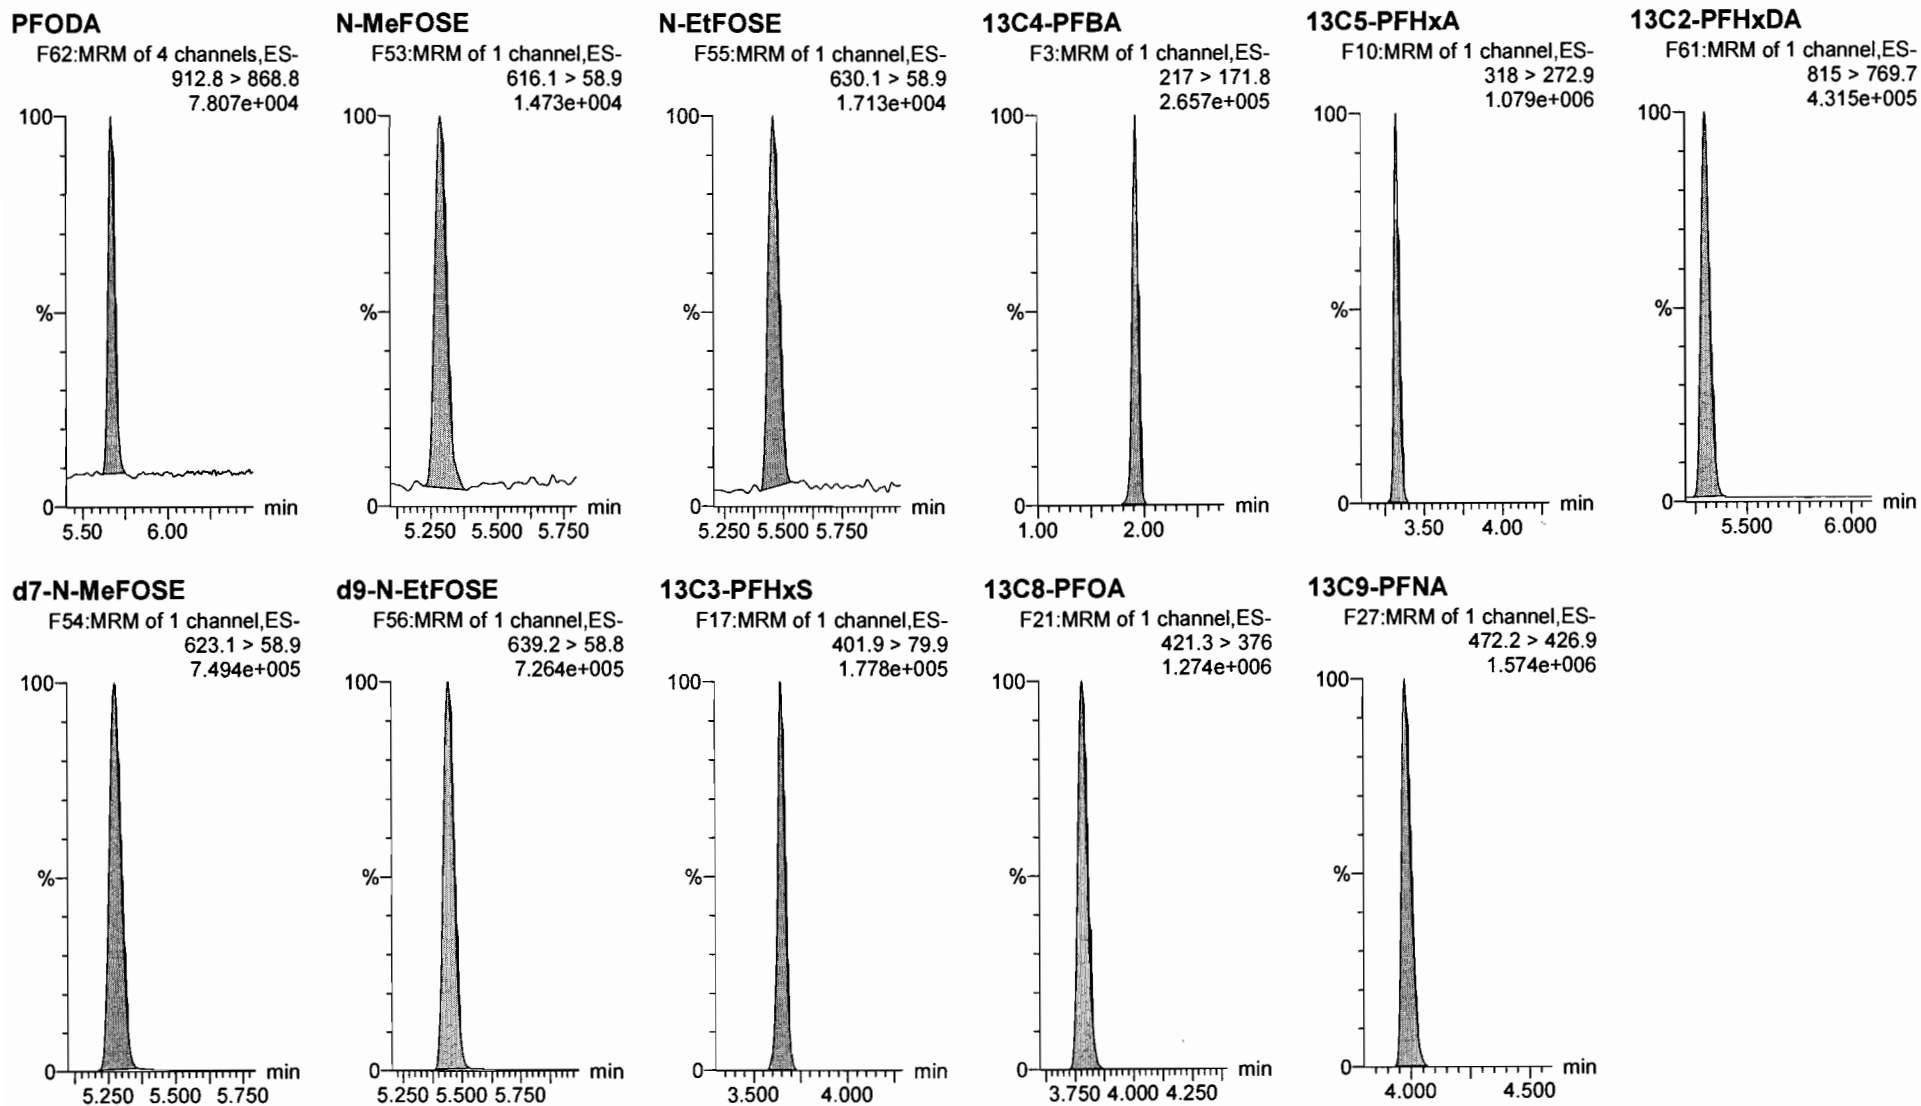 PFODA
F62:MRM of 4 channels,ES-
912.8 > 868.8
7.807e+004
100
%
0
min
5.50 6.00
N-MeFOSE
F53:MRM of 1 channel,ES-
616.1 > 58.9
1.473e+004
100
%
0
min
5.250 5.500 5.750
N-EtFOSE
F55:MRM of 1 channel,ES-
630.1 > 58.9
1.713e+004
100
%
0
min
5.250 5.500 5.750
13C4-PFBA
F3:MRM of 1 channel,ES-
217 > 171.8
2.657e+005
100
%
0
min
1.00 2.00
13C5-PFHxA
F10:MRM of 1 channel,ES-
318 > 272.9
1.079e+006
100
%
0
min
3.50 4.00
13C2-PFHxDA
F61:MRM of 1 channel,ES-
815 > 769.7
4.315e+005
100
%
0
min
5.500 6.000
d7-N-MeFOSE
F54:MRM of 1 channel,ES-
623.1 > 58.9
7.494e+005
100
%
0
min
5.250 5.500 5.750
d9-N-EtFOSE
F56:MRM of 1 channel,ES-
639.2 > 58.8
7.264e+005
100
%
0
min
5.250 5.500 5.750
13C3-PFHxS
F17:MRM of 1 channel,ES-
401.9 > 79.9
1.778e+005
100
%
0
min
3.500 4.000
13C8-PFOA
F21:MRM of 1 channel,ES-
421.3 > 376
1.274e+006
100
%
0
min
3.750 4.000 4.250
13C9-PFNA
F27:MRM of 1 channel,ES-
472.2 > 426.9
1.574e+006
100
%
0
min
4.000 4.500